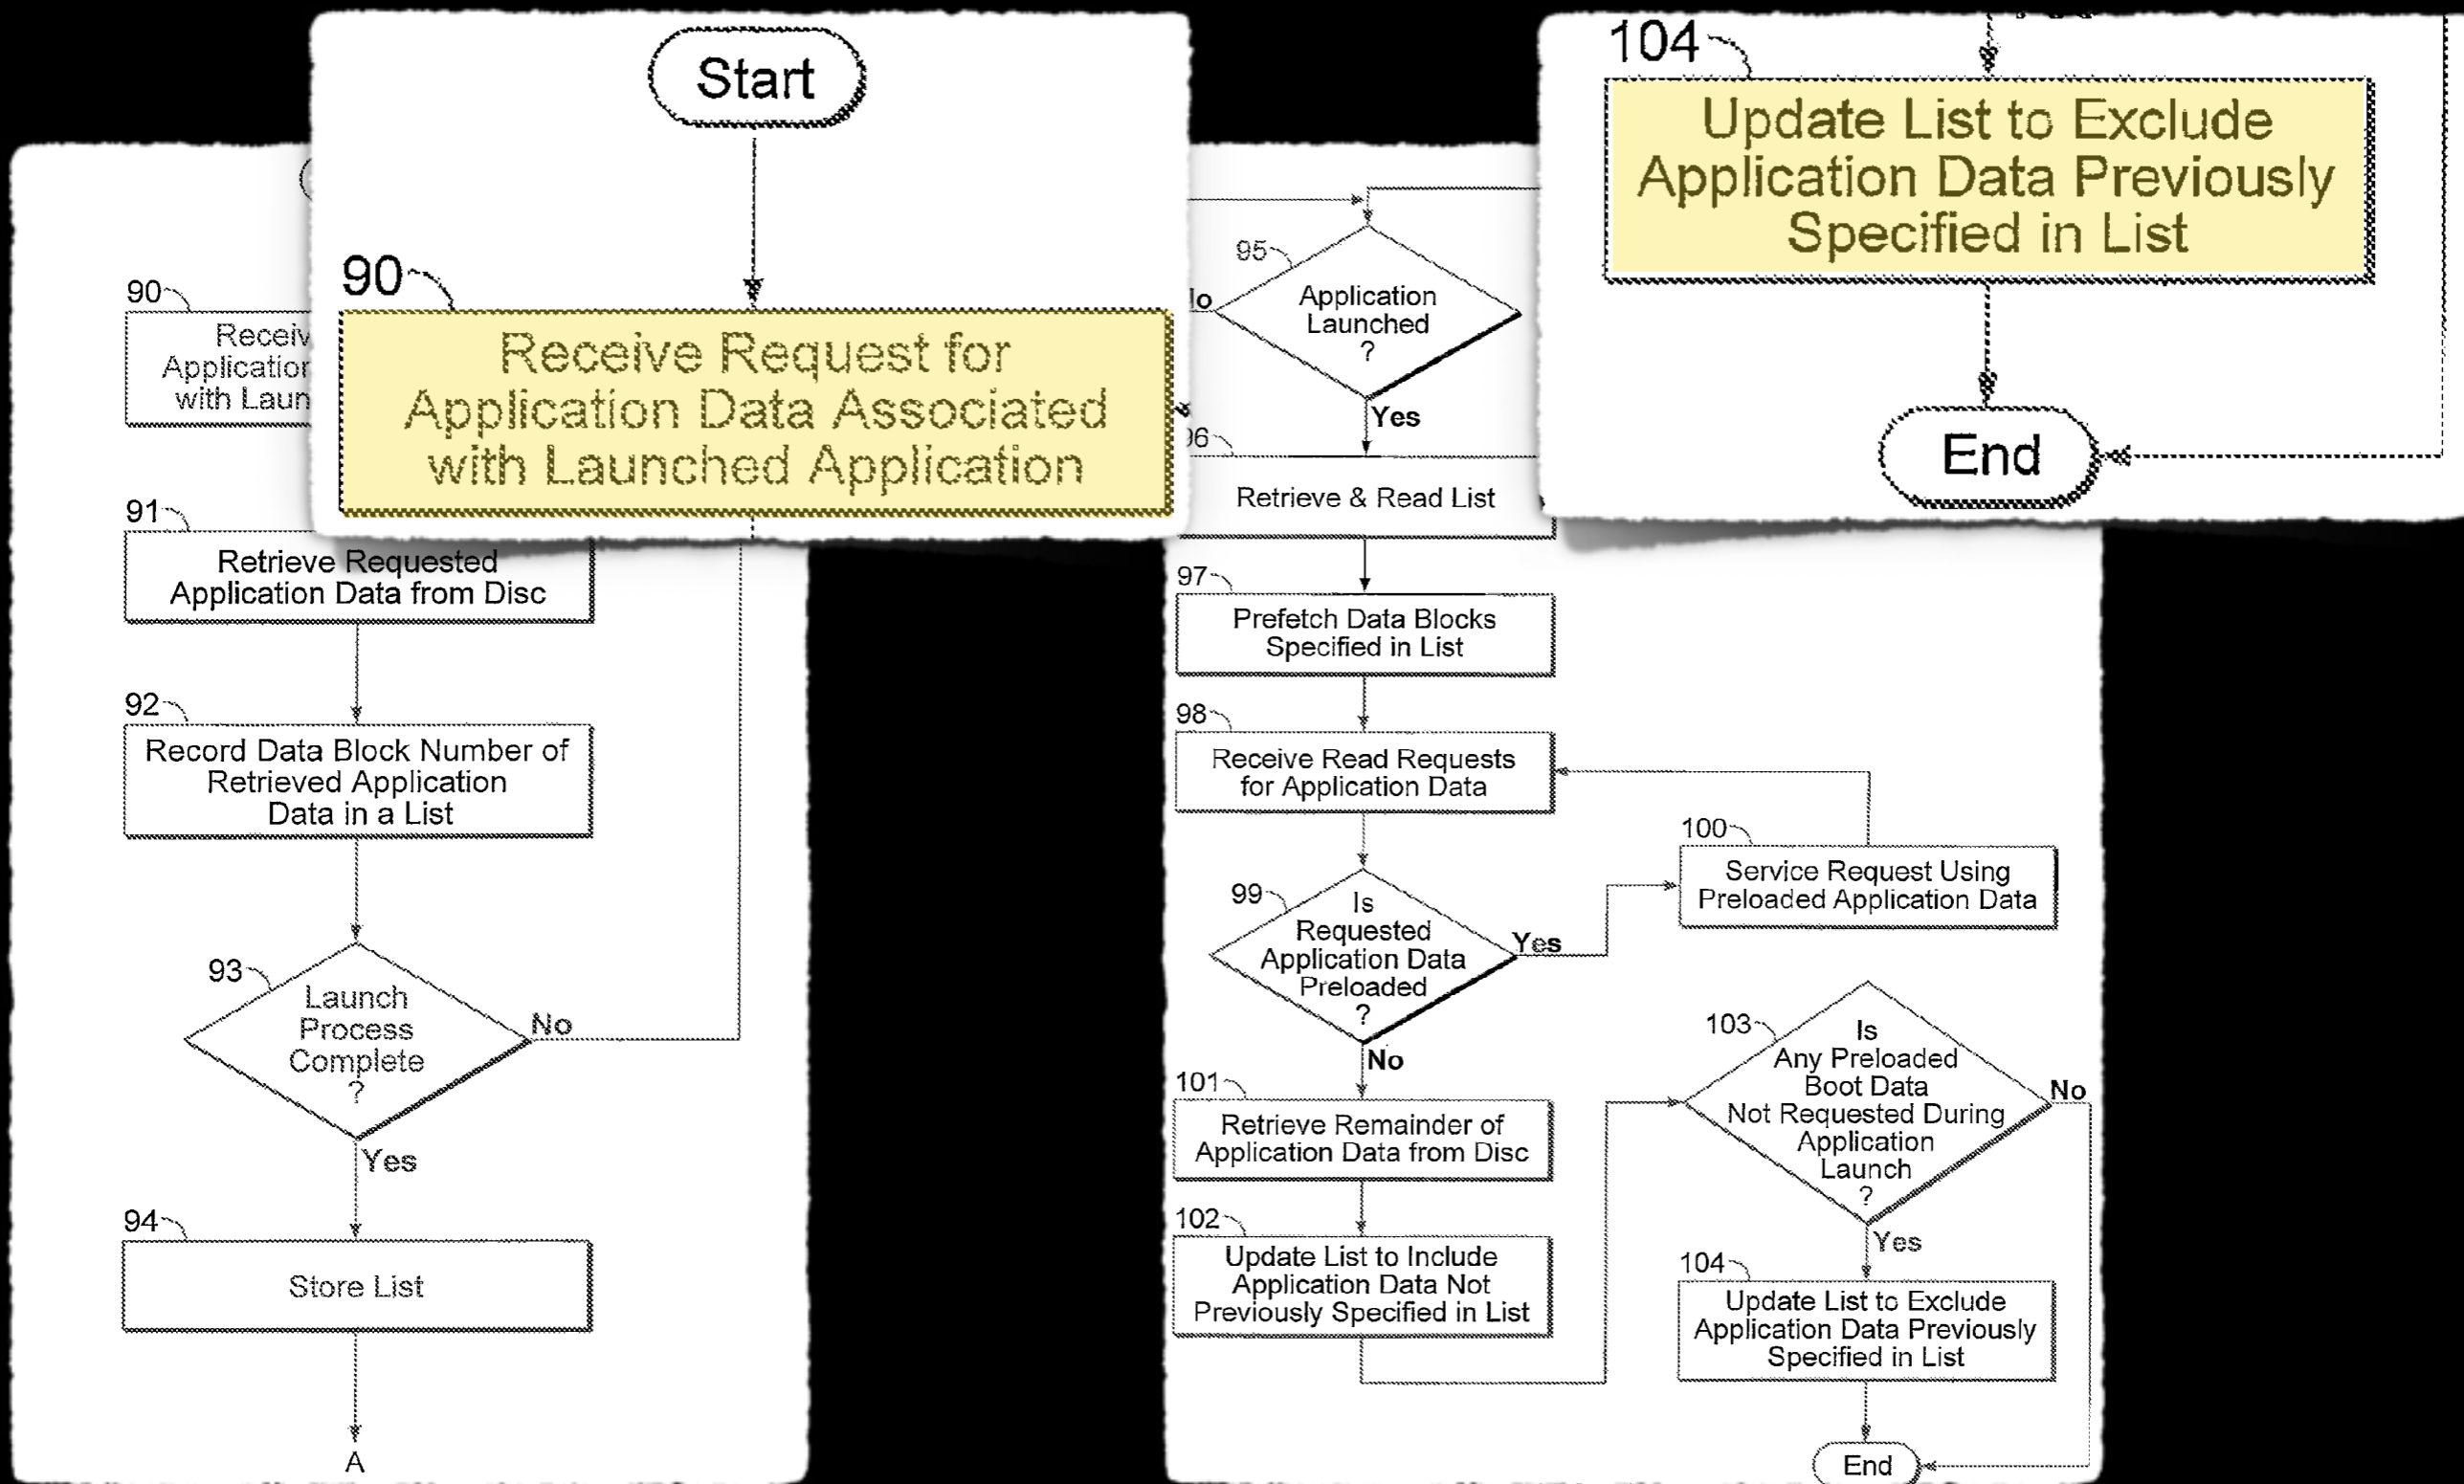 Start
90
Receive Request for
Application Data Associated
with Launched Application
104
Update List to Exclude
Application Data Previously
Specified in List
End
90
Application
with
91
Retrieve Requested
Application Data from Disc
92
Record Data Block Number of
Retrieved Application
Data in a List
93
Launch
Process
Complete
?
No
Yes
94
Store List
A
95
Application
Launched
?
Yes
Retrieve & Read List
97
Prefetch Data Blocks
Specified in List
98
Receive Read Requests
for Application Data
99
Is
Requested
Application Data
Preloaded
?
Yes
No
100
Service Request Using
Preloaded Application Data
101
Retrieve Remainder of
Application Data from Disc
102
Update List to Include
Application Data Not
Previously Specified in List
103
Is
Any Preloaded
Boot Data
Not Requested During
Application
Launch
?
No
Yes
104
Update List to Exclude
Application Data Previously
Specified in List
End